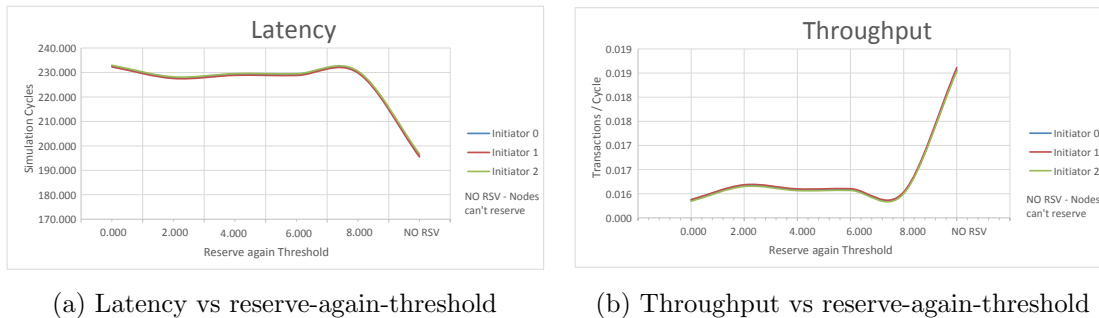 Latency
240.000
230.000
220.000
210.000
200.000
190.000
180.000
170.000
Simulation Cycles
0.000 2.000 4.000 6.000 8.000 NO RSV
Reserve again Threshold
Initiator 0
Initiator 1
Initiator 2
NO RSV - Nodes
can't reserve
(a) Latency vs reserve-again-threshold
Throughput
0.019
0.019
0.018
0.018
0.017
0.017
0.016
0.000
Transactions / Cycle
0.000 2.000 4.000 6.000 8.000 NO RSV
Reserve again Threshold
Initiator 0
Initiator 1
Initiator 2
NO RSV - Nodes
can't reserve
(b) Throughput vs reserve-again-threshold